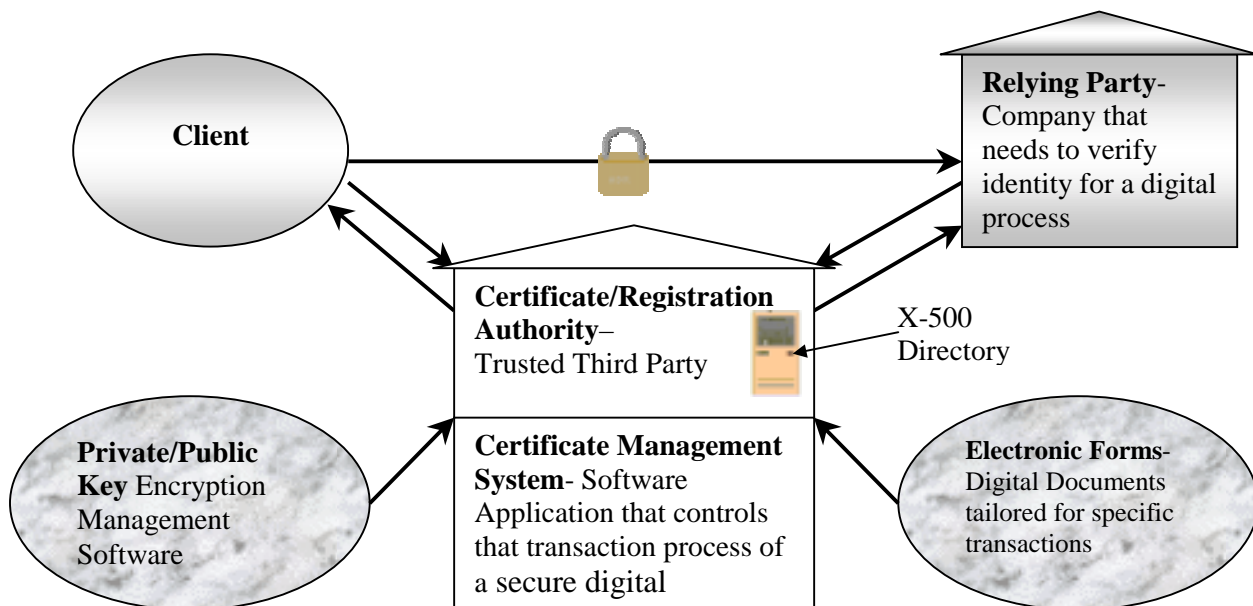 Client
Relying Party-
Company that
needs to verify
identity for a digital
process
Certificate/Registration
Authority–
Trusted Third Party
X-500
Directory
Private/Public
Key Encryption
Management
Software
Certificate Management
System- Software
Application that controls
that transaction process of
a secure digital
Electronic Forms-
Digital Documents
tailored for specific
transactions